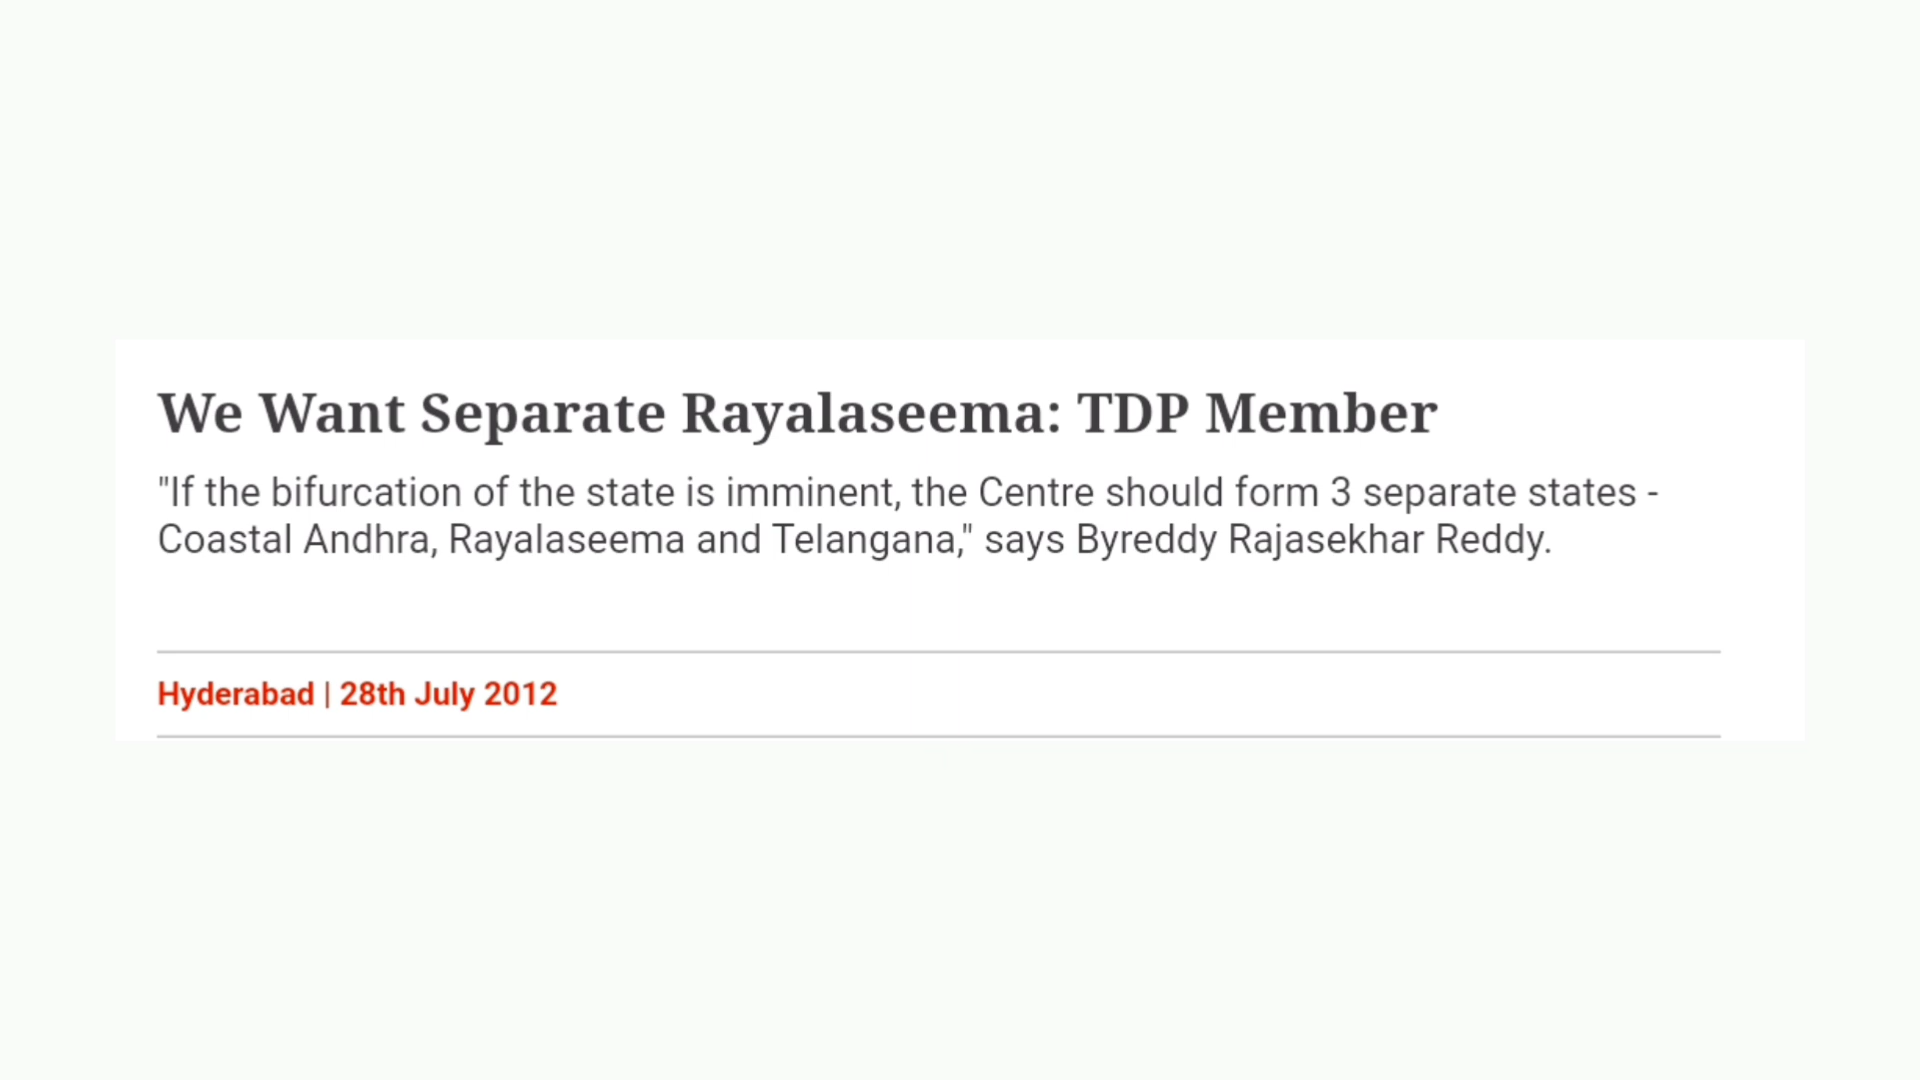 We Want Separate Rayalaseema: TDP Member
"If the bifurcation of the state is imminent, the Centre should form 3 separate states -
Coastal Andhra, Rayalaseema and Telangana," says Byreddy Rajasekhar Reddy.
Hyderabad | 28th July 2012